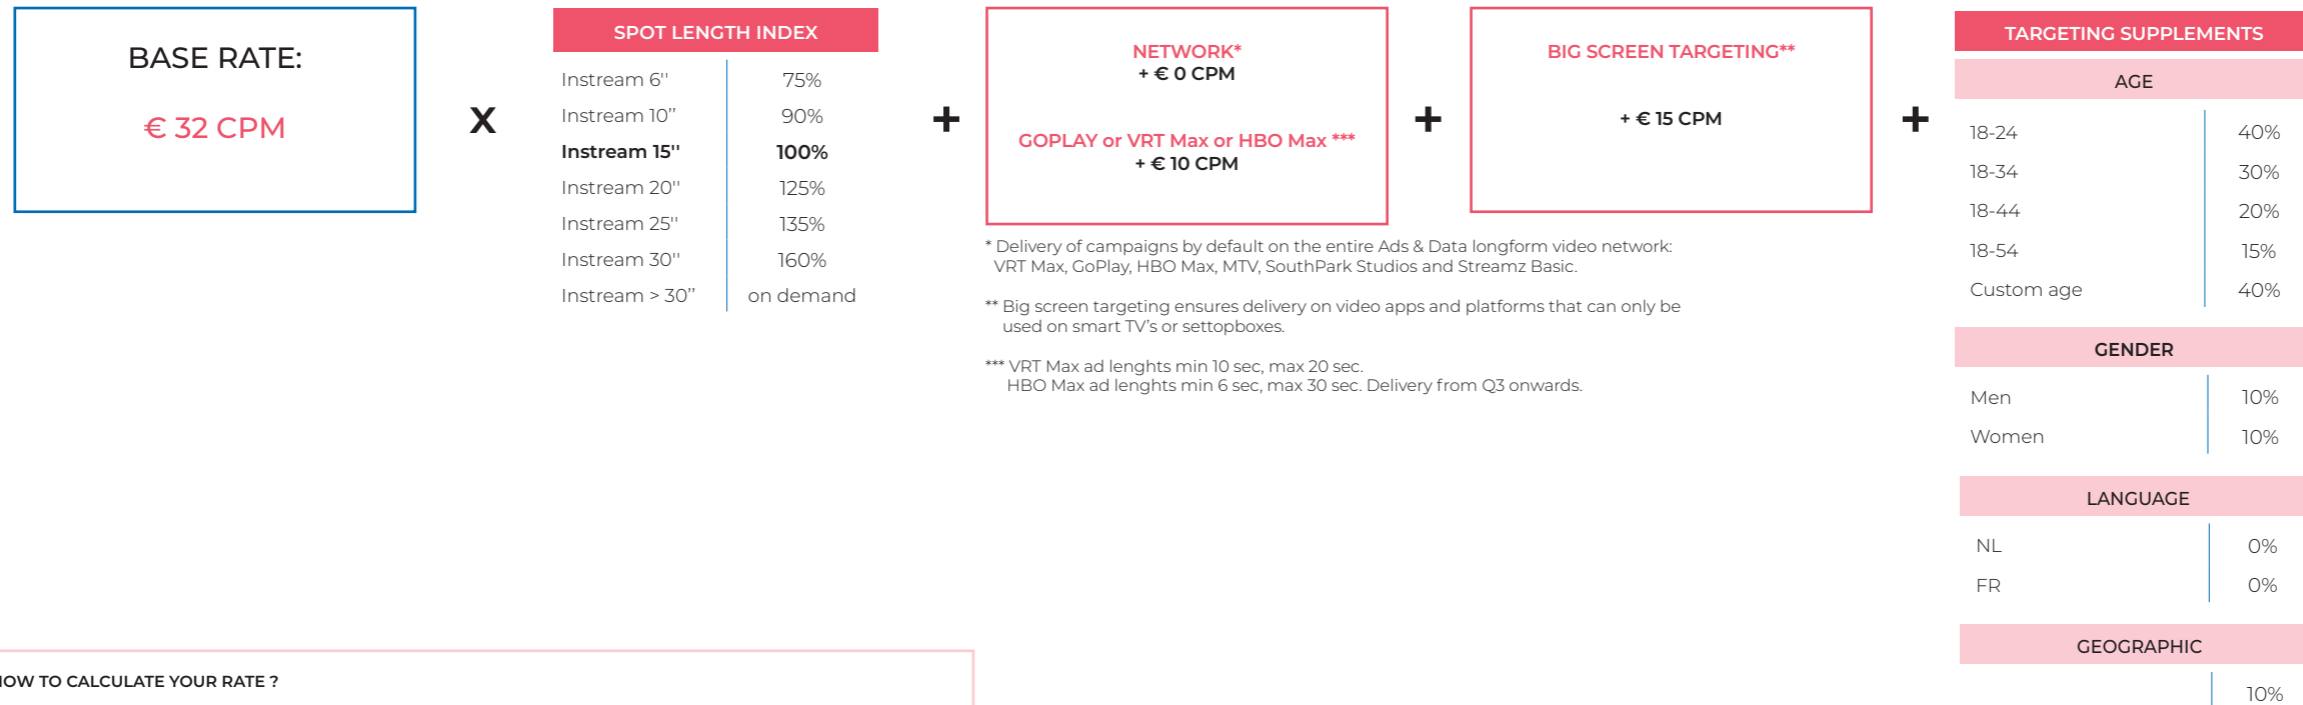 BASE RATE:
€ 32 CPM
x
SPOT LENGTH INDEX
Instream 6'' 75%
Instream 10” 90%
Instream 15'' 100%
Instream 20'' 125%
Instream 25'' 135%
Instream 30'' 160%
Instream > 30” on demand
+
NETWORK*
+ € 0 CPM
GOPLAY or VRT Max or HBO Max ***
+ € 10 CPM
+
BIG SCREEN TARGETING**
+ € 15 CPM
+
* Delivery of campaigns by default on the entire Ads & Data longform video network:
VRT Max, GoPlay, HBO Max, MTV, SouthPark Studios and Streamz Basic.
** Big screen targeting ensures delivery on video apps and platforms that can only be
used on smart TV’s or settopboxes.
*** VRT Max ad lenghts min 10 sec, max 20 sec.
HBO Max ad lenghts min 6 sec, max 30 sec. Delivery from Q3 onwards.
TARGETING SUPPLEMENTS
AGE
18-24 40%
18-34 30%
18-44 20%
18-54 15%
Custom age 40%
GENDER
Men 10%
Women 10%
LANGUAGE
NL 0%
FR 0%
GEOGRAPHIC
10%
HOW TO CALCULATE YOUR RATE ?